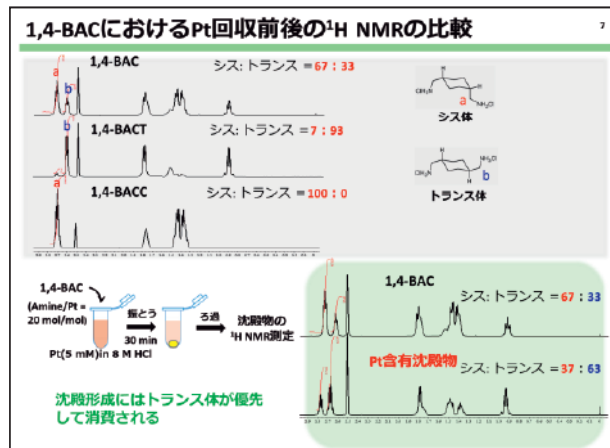 1,4-BACにおけるPt回収前後の¹H NMRの比較
7
1,4-BAC
シス: トランス = 67 : 33
a
b
1,4-BACT
シス: トランス = 7 : 93
b
a
1,4-BACC
シス: トランス = 100 : 0
H
H
a
シス体
H
H
b
トランス体
1,4-BAC
(Amine/Pt =
20 mol/mol)
振とう
30 min
ろ過
沈殿物の
¹H NMR測定
Pt(5 mM)in 8 M HCl
沈殿形成にはトランス体が優先
して消費される
1,4-BAC
シス: トランス = 67 : 33
Pt含有沈殿物
シス: トランス = 37 : 63